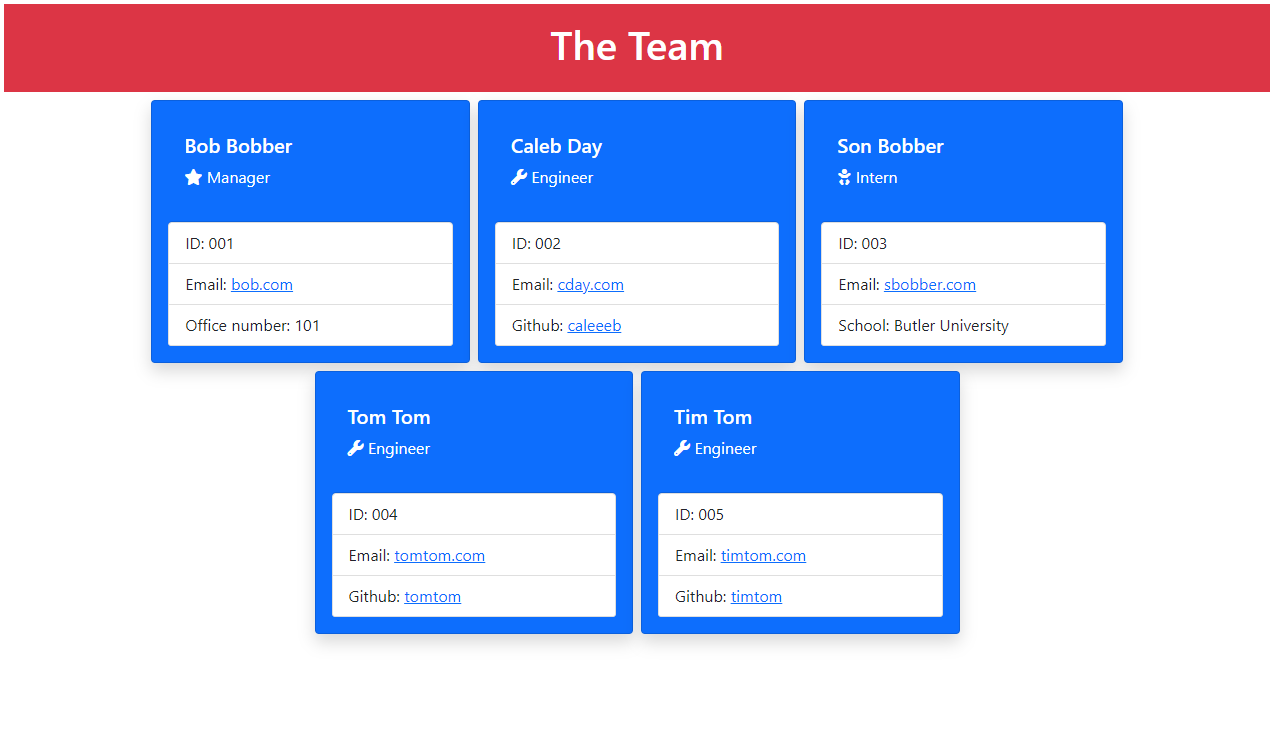 The Team
Bob Bobber
Manager
ID: 001
Email: bob.com
Office number: 101
Caleb Day
Engineer
ID: 002
Email: cday.com
Github: caleeeb
Son Bobber
Intern
ID: 003
Email: sbobber.com
School: Butler University
Tom Tom
Engineer
ID: 004
Email: tomtom.com
Github: tomtom
Tim Tom
Engineer
ID: 005
Email: timtom.com
Github: timtom